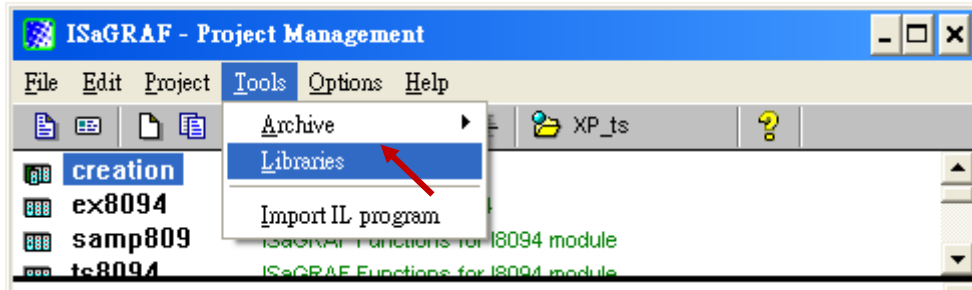 ISaGRAF - Project Management
File Edit Project Tools Options Help
Archive XP_ts
creation
Libraries
ex8094
Import IL program
samp809 ISaGRAF Functions for I8094 module
ts8094 ISaGRAF Functions for I8094 module